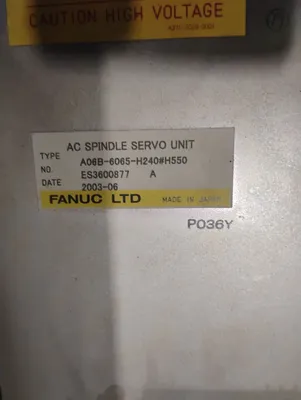 CAUTION HIGH VOLTAGE
AC SPINDLE SERVO UNIT
TYPE A06B-6065-H240#H550
NO. ES3600877 A
DATE 2003-06
FANUC LTD MADE IN JAPAN
P036Y